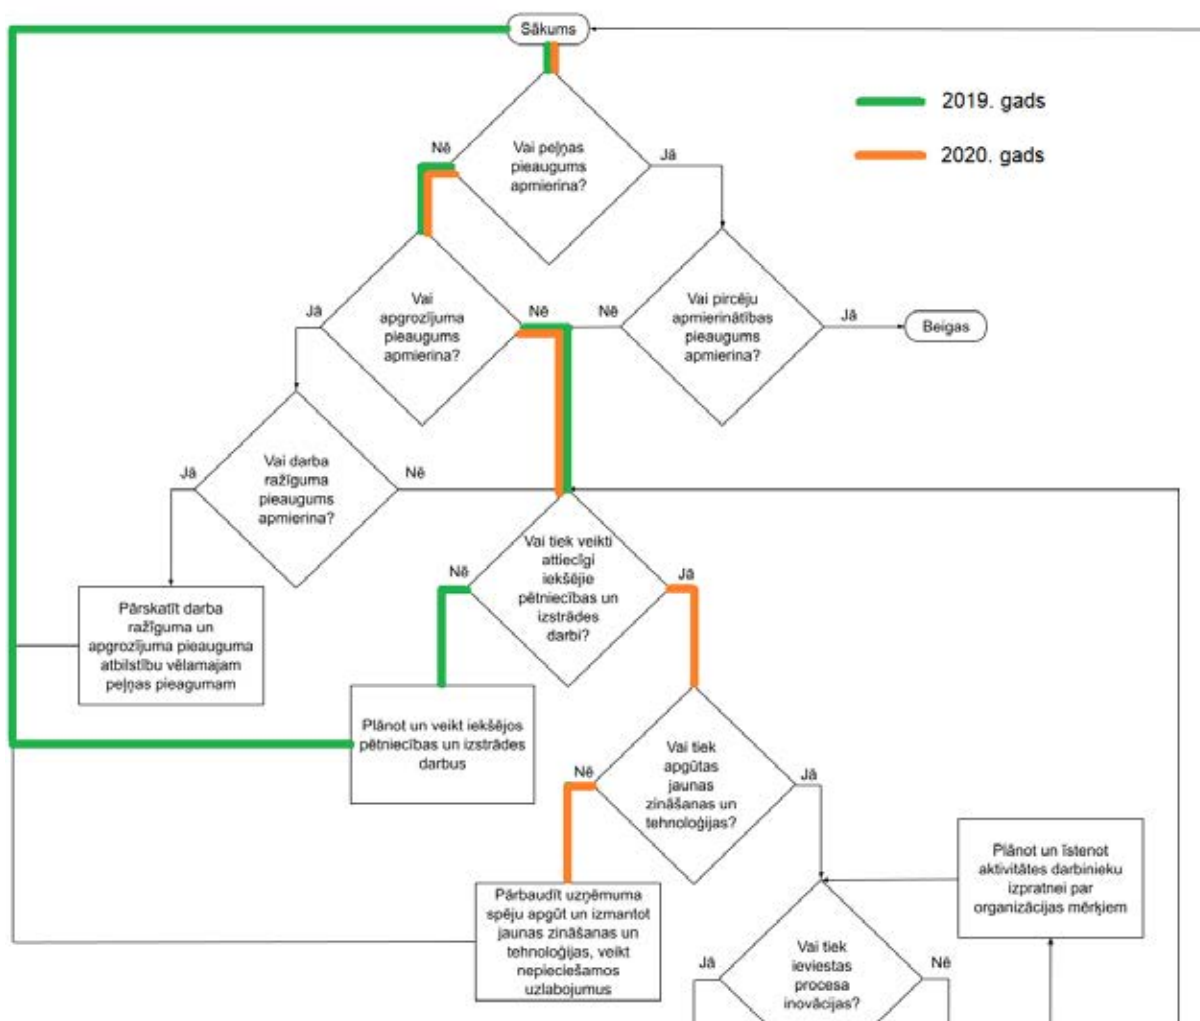 Sākums
2019. gads
2020. gads
Nē
Vai peļņas
pieaugums
apmierina?
Jā
Jā
Vai
apgrozījuma
pieaugums
apmierina?
Nē
Nē
Vai pircēju
apmierinātības
pieaugums
apmierina?
Jā
Beigas
Jā
Vai darba
ražīguma
pieaugums
apmierina?
Nē
Nē
Vai tiek veikti
attiecīgi
iekšējie
pētniecības un
izstrādes
darbi?
Jā
Pārskatīt darba
ražīguma un
apgrozījuma pieauguma
atbilstību vēlamajam
peļņas pieagumam
Plānot un veikt iekšējos
pētniecības un izstrādes
darbus
Nē
Vai tiek
apgūtas
jaunas
zināšanas un
tehnoloģijas?
Jā
Plānot un īstenot
aktivitātes darbinieku
izpratnei par
organizācijas mērķiem
Pārbaudīt uzņēmuma
spēju apgūt un izmantot
jaunas zināšanas un
tehnoloģijas, veikt
nepieciešamos
uzlabojumus
Jā
Vai tiek
ieviestas
procesa
inovācijas?
Nē